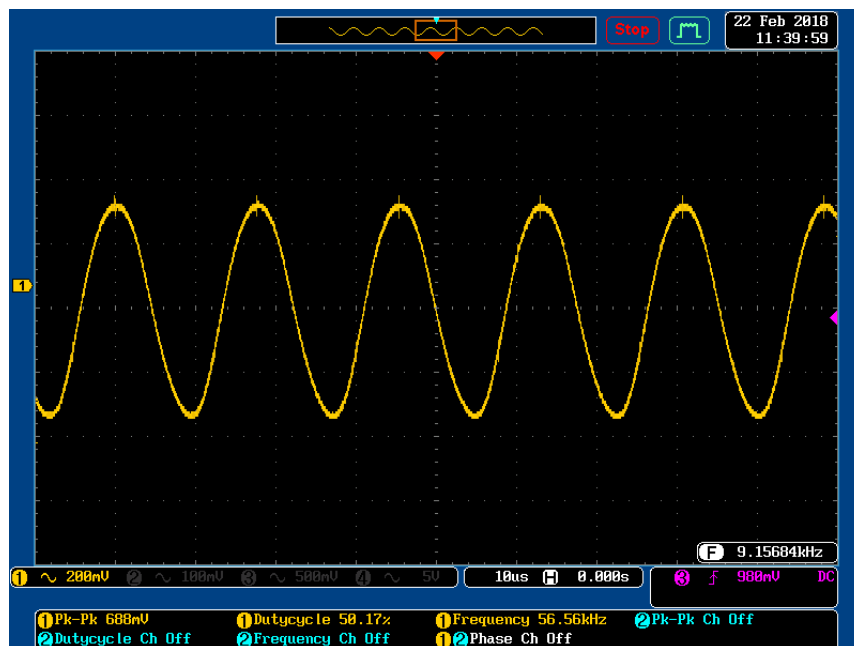 Stop
22 Feb 2018
11:39:59
1
F 9.15684kHz
1 ~ 200mV 2 ~ 100mV 3 ~ 500mV 4 ~ 5V 10us H 0.000s 3 980mV DC
1 Pk-Pk 688mV 1 Dutycycle 50.17% 1 Frequency 56.56kHz 2 Pk-Pk Ch Off
2 Dutycycle Ch Off 2 Frequency Ch Off 1 2 Phase Ch Off